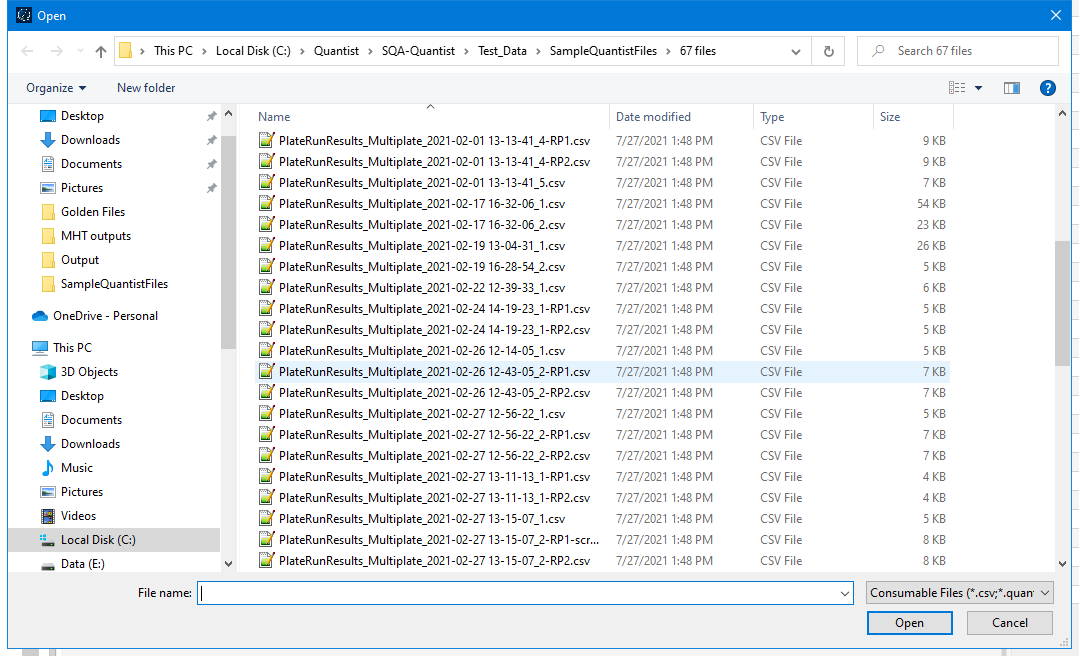 Open
This PC > Local Disk (C:) > Quantist > SQA-Quantist > Test_Data > SampleQuantistFiles > 67 files
Search 67 files
Organize
New folder
Desktop
Downloads
Documents
Pictures
Golden Files
MHT outputs
Output
SampleQuantistFiles
OneDrive - Personal
This PC
3D Objects
Desktop
Documents
Downloads
Music
Pictures
Videos
Local Disk (C:)
Data (E:)
Name Date modified Type Size
PlateRunResults_Multiplate_2021-02-01 13-13-41_4-RP1.csv 7/27/2021 1:48 PM CSV File 9 KB
PlateRunResults_Multiplate_2021-02-01 13-13-41_4-RP2.csv 7/27/2021 1:48 PM CSV File 9 KB
PlateRunResults_Multiplate_2021-02-01 13-13-41_5.csv 7/27/2021 1:48 PM CSV File 7 KB
PlateRunResults_Multiplate_2021-02-17 16-32-06_1.csv 7/27/2021 1:48 PM CSV File 54 KB
PlateRunResults_Multiplate_2021-02-17 16-32-06_2.csv 7/27/2021 1:48 PM CSV File 23 KB
PlateRunResults_Multiplate_2021-02-19 13-04-31_1.csv 7/27/2021 1:48 PM CSV File 26 KB
PlateRunResults_Multiplate_2021-02-19 16-28-54_2.csv 7/27/2021 1:48 PM CSV File 5 KB
PlateRunResults_Multiplate_2021-02-22 12-39-33_1.csv 7/27/2021 1:48 PM CSV File 6 KB
PlateRunResults_Multiplate_2021-02-24 14-19-23_1-RP1.csv 7/27/2021 1:48 PM CSV File 5 KB
PlateRunResults_Multiplate_2021-02-24 14-19-23_1-RP2.csv 7/27/2021 1:48 PM CSV File 5 KB
PlateRunResults_Multiplate_2021-02-26 12-14-05_1.csv 7/27/2021 1:48 PM CSV File 5 KB
PlateRunResults_Multiplate_2021-02-26 12-43-05_2-RP1.csv 7/27/2021 1:48 PM CSV File 7 KB
PlateRunResults_Multiplate_2021-02-26 12-43-05_2-RP2.csv 7/27/2021 1:48 PM CSV File 7 KB
PlateRunResults_Multiplate_2021-02-27 12-56-22_1.csv 7/27/2021 1:48 PM CSV File 5 KB
PlateRunResults_Multiplate_2021-02-27 12-56-22_2-RP1.csv 7/27/2021 1:48 PM CSV File 7 KB
PlateRunResults_Multiplate_2021-02-27 12-56-22_2-RP2.csv 7/27/2021 1:48 PM CSV File 7 KB
PlateRunResults_Multiplate_2021-02-27 13-11-13_1-RP1.csv 7/27/2021 1:48 PM CSV File 4 KB
PlateRunResults_Multiplate_2021-02-27 13-11-13_1-RP2.csv 7/27/2021 1:48 PM CSV File 4 KB
PlateRunResults_Multiplate_2021-02-27 13-15-07_1.csv 7/27/2021 1:48 PM CSV File 5 KB
PlateRunResults_Multiplate_2021-02-27 13-15-07_2-RP1-scr... 7/27/2021 1:48 PM CSV File 8 KB
PlateRunResults_Multiplate_2021-02-27 13-15-07_2-RP2.csv 7/27/2021 1:48 PM CSV File 8 KB
File name:
Consumable Files (*.csv;*.quan
Open
Cancel